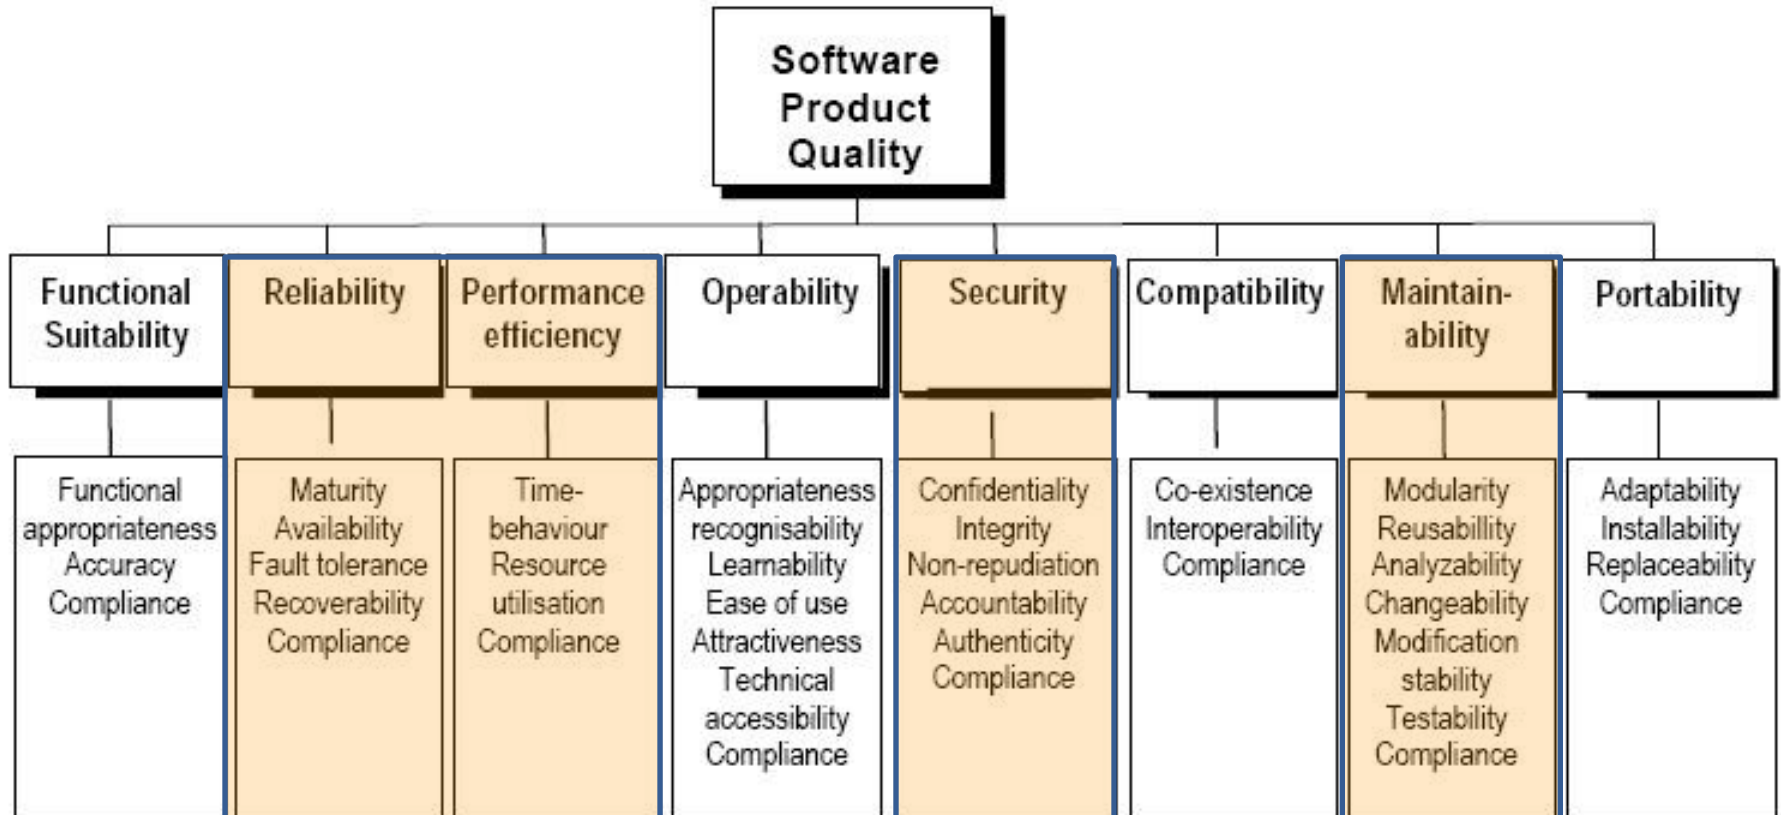 Software
Product
Quality
Functional
Suitability
Reliability
Performance
efficiency
Operability
Security
Compatibility
Maintain-
ability
Portability
Functional
appropriateness
Accuracy
Compliance
Maturity
Availability
Fault tolerance
Recoverability
Compliance
Time-
behaviour
Resource
utilisation
Compliance
Appropriateness
recognisability
Learnability
Ease of use
Attractiveness
Technical
accessibility
Compliance
Confidentiality
Integrity
Non-repudiation
Accountability
Authenticity
Compliance
Co-existence
Interoperability
Compliance
Modularity
Reusabillity
Analyzability
Changeability
Modification
stability
Testability
Compliance
Adaptability
Installability
Replaceability
Compliance